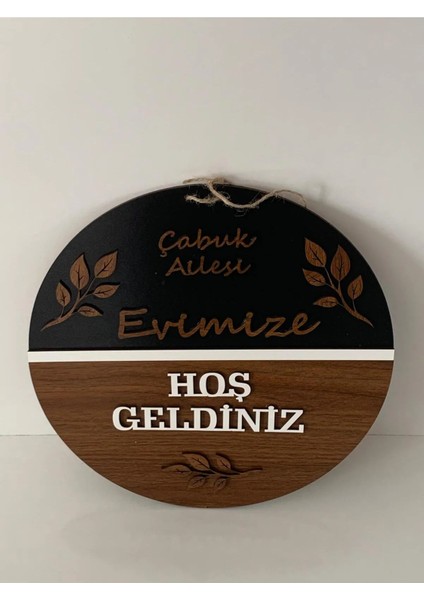 Çabuk
Ailesi
Evimize
HOŞ
GELDİNİZ